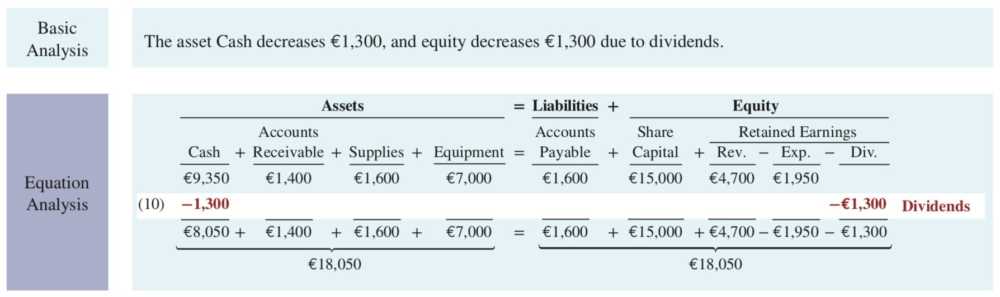 Basic
Analysis
The asset Cash decreases €1,300, and equity decreases €1,300 due to dividends.
Equation
Analysis
Assets = Liabilities + Equity
Accounts Accounts Share Retained Earnings
Cash + Receivable + Supplies + Equipment = Payable + Capital + Rev. − Exp. − Div.
€9,350 €1,400 €1,600 €7,000 €1,600 €15,000 €4,700 €1,950
(10) −1,300 −€1,300 Dividends
€8,050 + €1,400 + €1,600 + €7,000 = €1,600 + €15,000 + €4,700 − €1,950 − €1,300
€18,050 €18,050